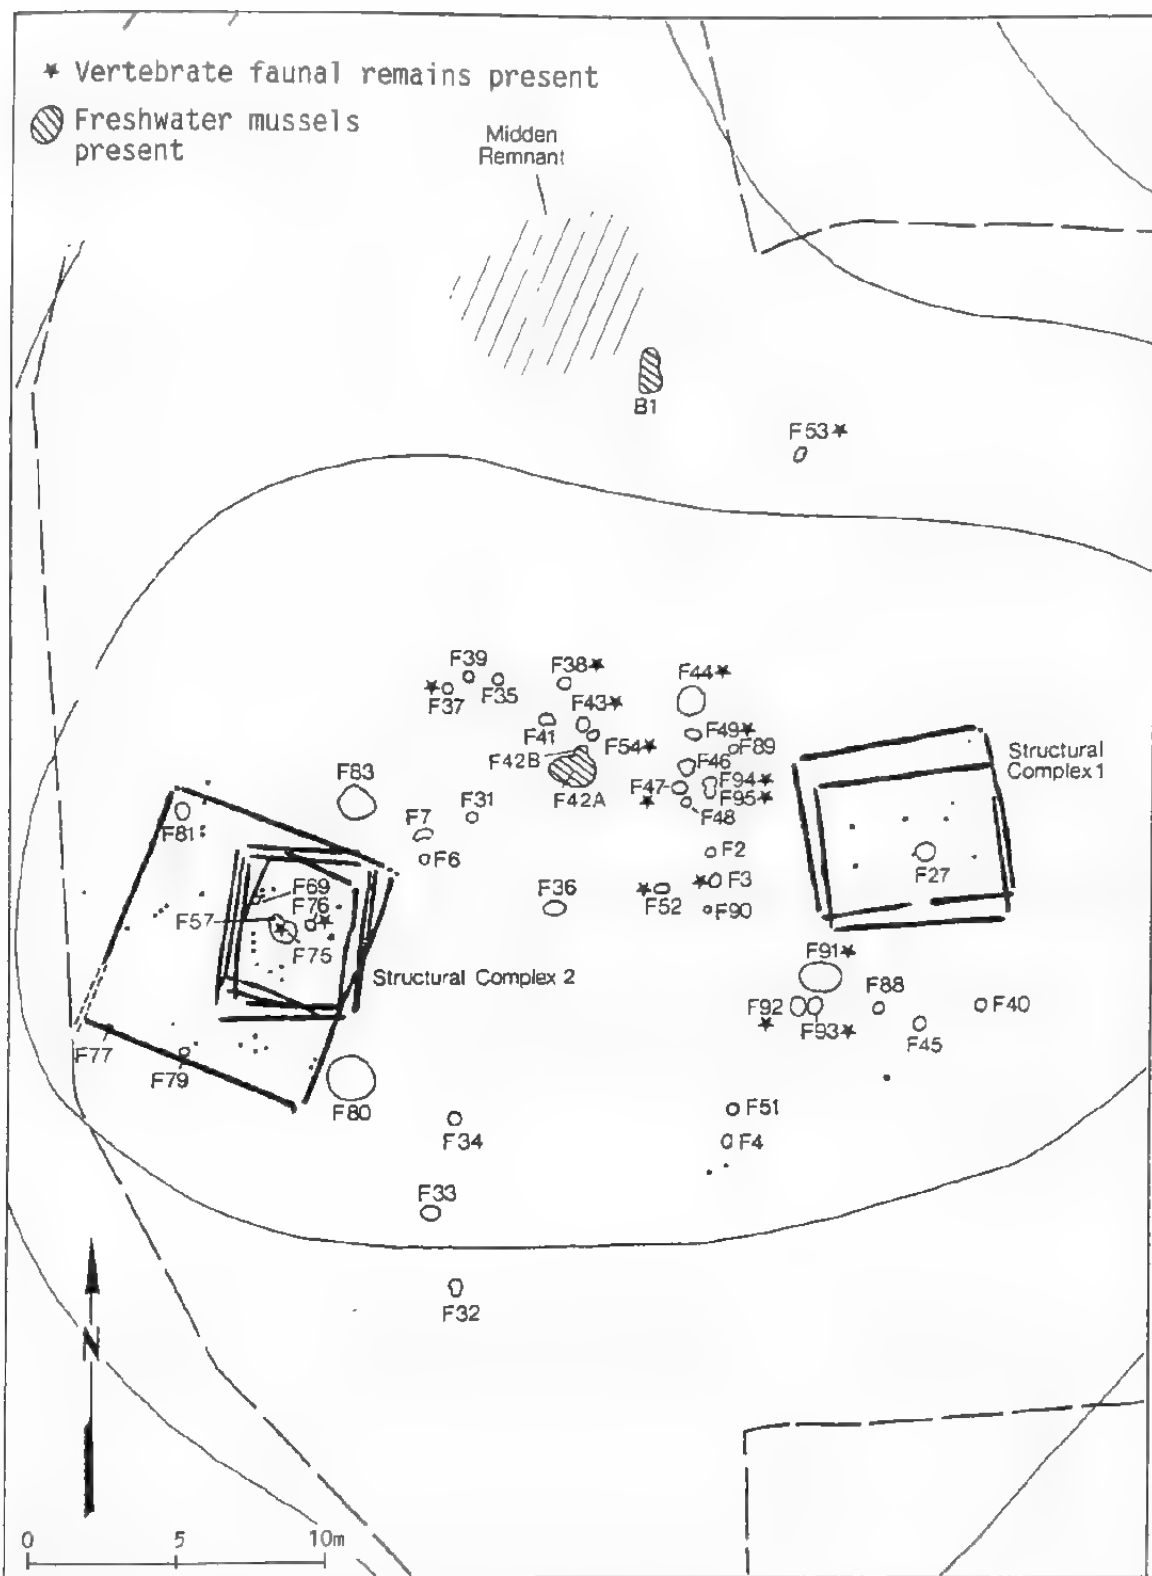 ★ Vertebrate faunal remains present
Freshwater mussels
present
Midden
Remnant
B1
F53★
F39
F38★
F44★
★
F37
F35
F43★
F41
F49★
F54★
F89
Structural
Complex 1
F42B
F46
F83
F42A
F47
F94★
F95★
★
F48
F31
F7
F81
F6
F2
F27
F69
F36
★
F52
★
F3
F76
★
F57
★
F90
F75
F91★
Structural Complex 2
F92
F88
F40
★
F93★
F45
F77
F79
F80
F51
F34
F4
F33
F32
N
0
5
10m